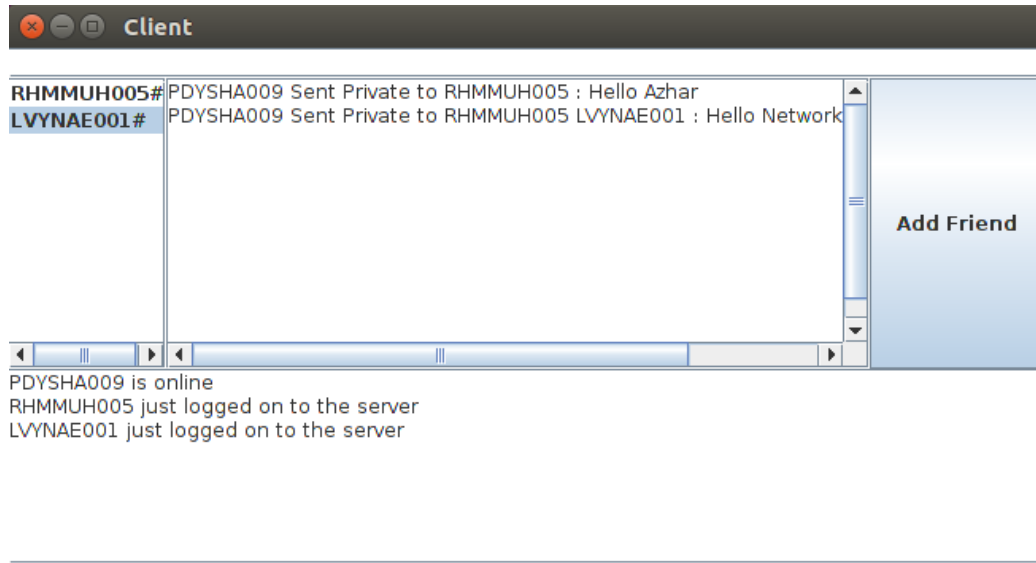 Client
RHMMUH005#
LVYNAE001#
PDYSHA009 Sent Private to RHMMUH005 : Hello Azhar
PDYSHA009 Sent Private to RHMMUH005 LVYNAE001 : Hello Network
Add Friend
PDYSHA009 is online
RHMMUH005 just logged on to the server
LVYNAE001 just logged on to the server